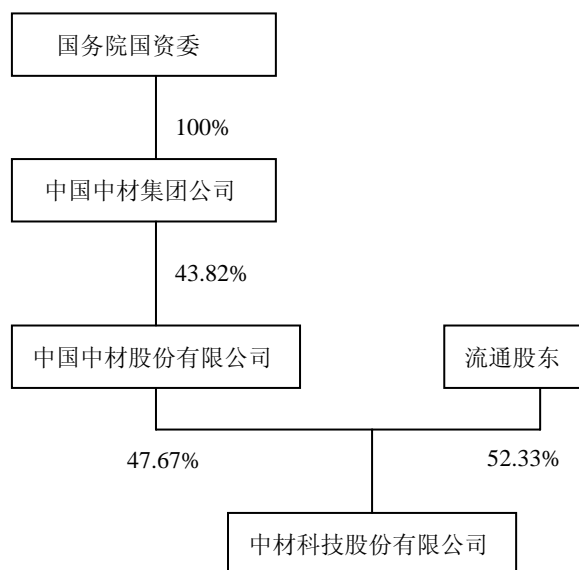 国务院国资委
100%
中国中材集团公司
43.82%
中国中材股份有限公司
流通股东
47.67%
52.33%
中材科技股份有限公司